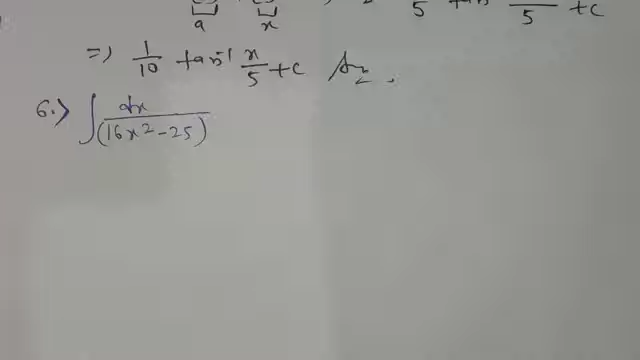 a x 5 5 + c
=) 1/10 tan⁻¹ x/5 + c Ans.
6.) ∫ dx/(16x² - 25)